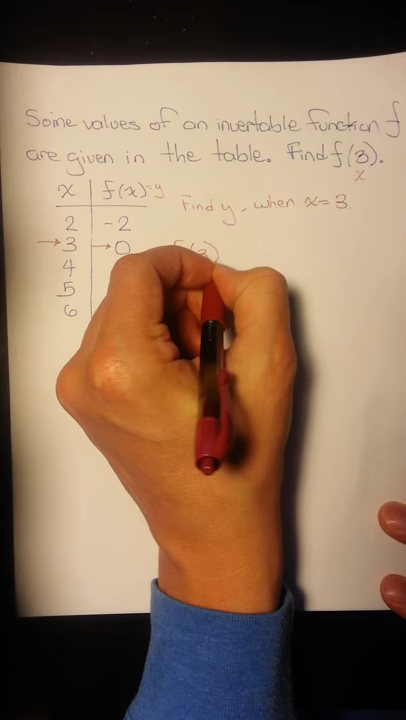 Some values of an invertable function f
are given in the table. Find f(3).
x
x f(x)=y Find y, when x=3.
2 -2
→3 →0 f(3)
4
5
6